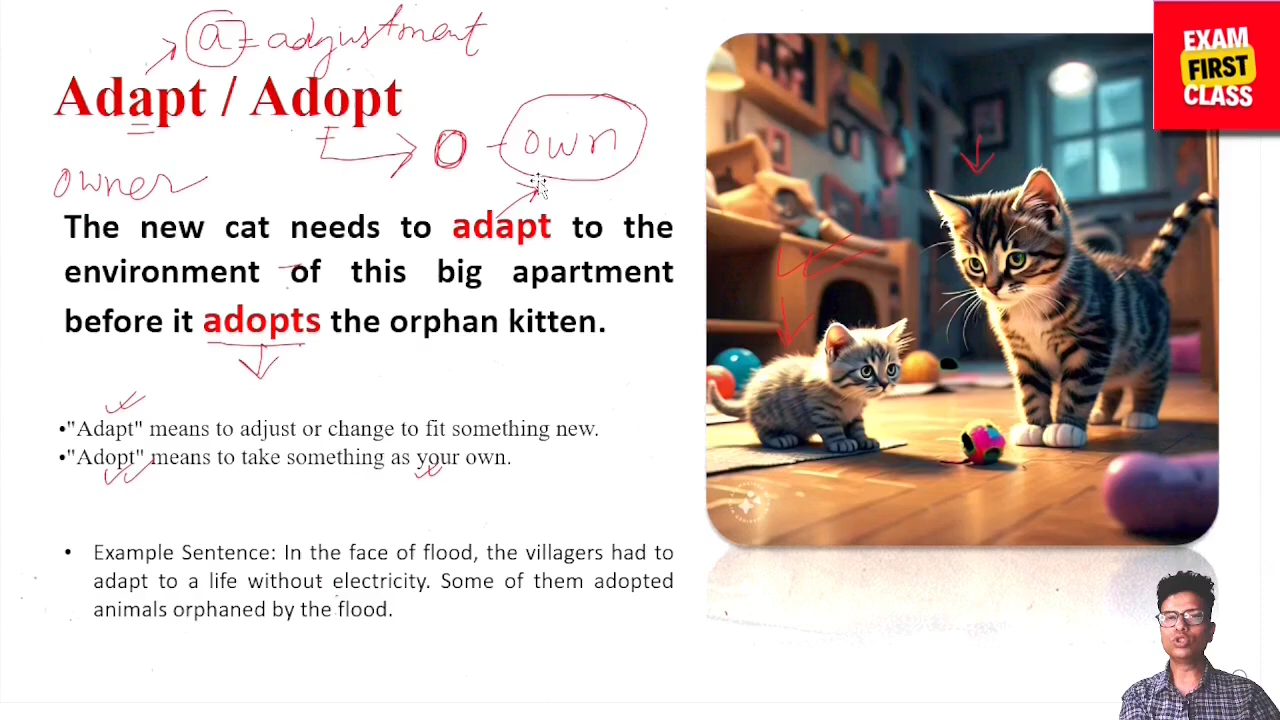 a = adjustment
Adapt / Adopt
O - own
owner
The new cat needs to adapt to the
environment of this big apartment
before it adopts the orphan kitten.
•"Adapt" means to adjust or change to fit something new.
•"Adopt" means to take something as your own.
• Example Sentence: In the face of flood, the villagers had to
adapt to a life without electricity. Some of them adopted
animals orphaned by the flood.
EXAM
FIRST
CLASS